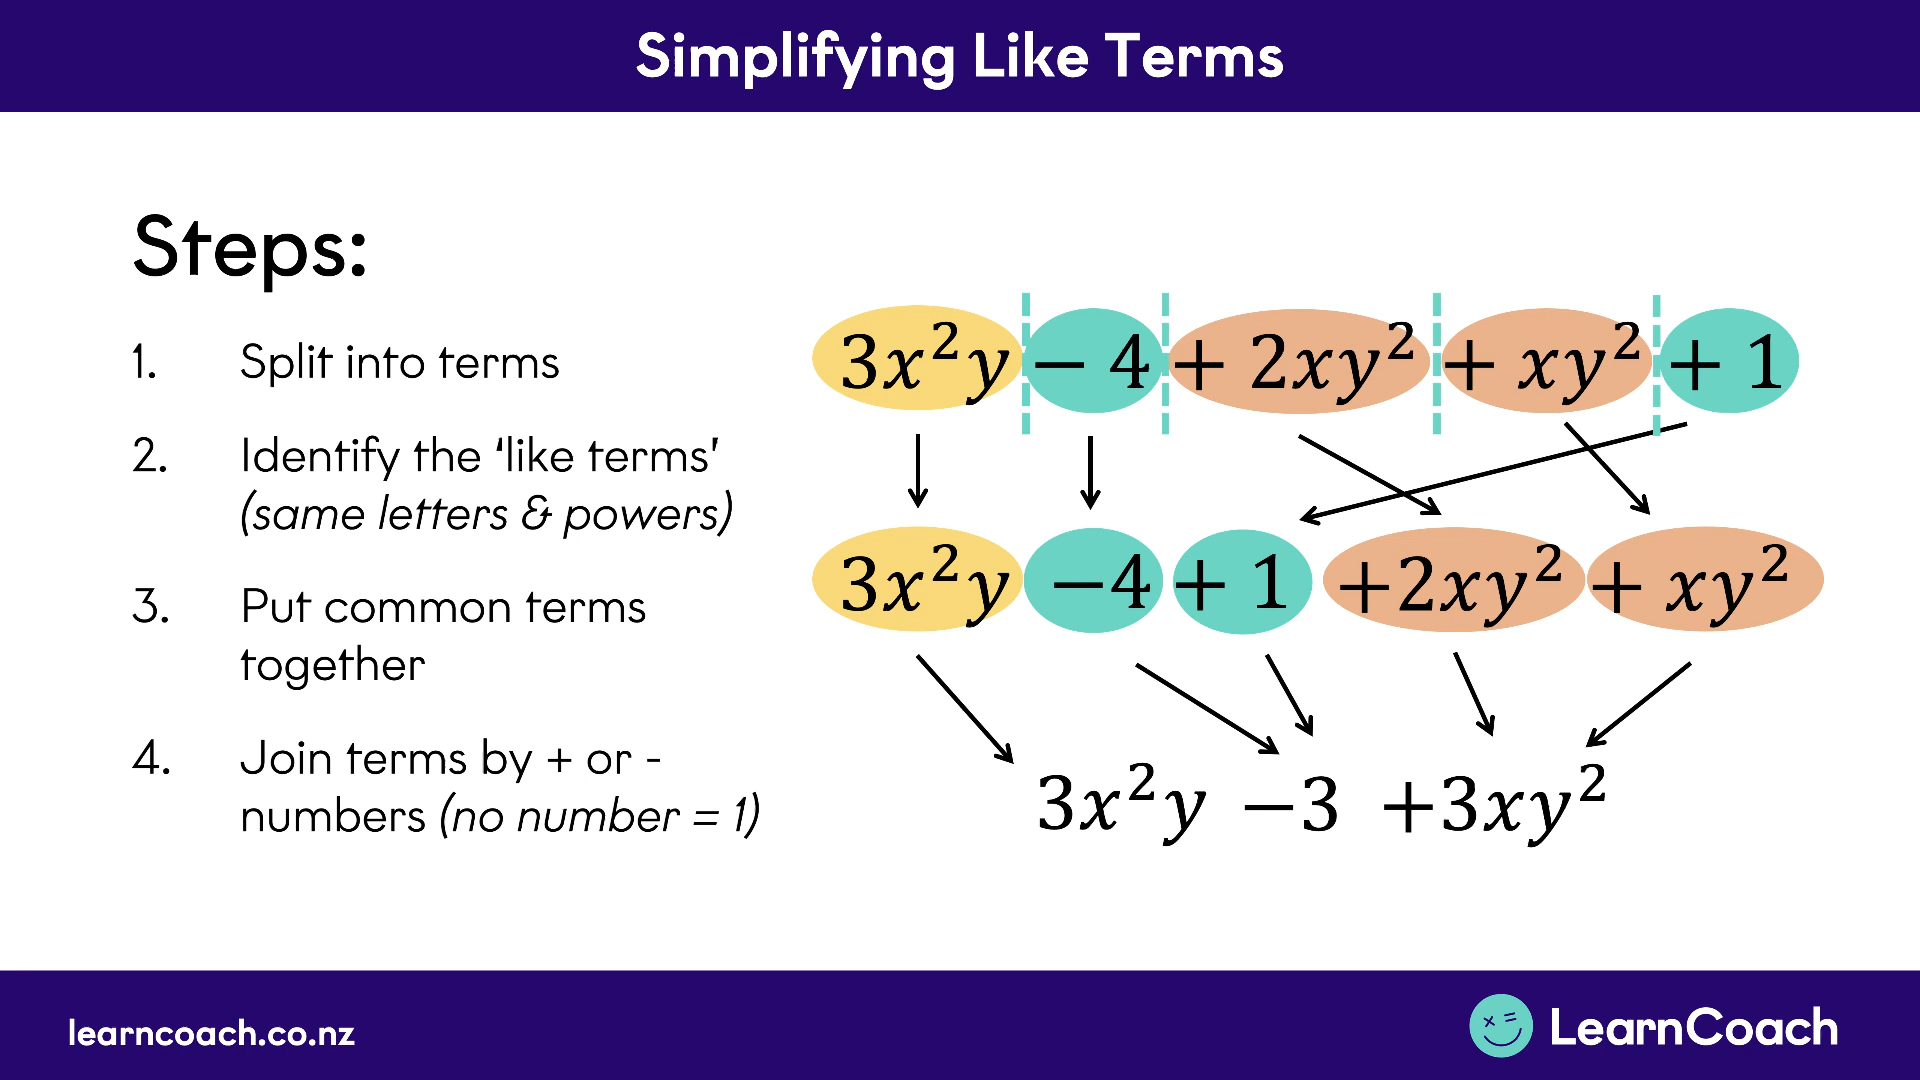 Simplifying Like Terms
Steps:
1. Split into terms
2. Identify the ‘like terms’
(same letters & powers)
3. Put common terms
together
4. Join terms by + or -
numbers (no number = 1)
3x²y − 4 + 2xy² + xy² + 1
3x²y −4 + 1 +2xy² + xy²
3x²y −3 +3xy²
learncoach.co.nz
LearnCoach